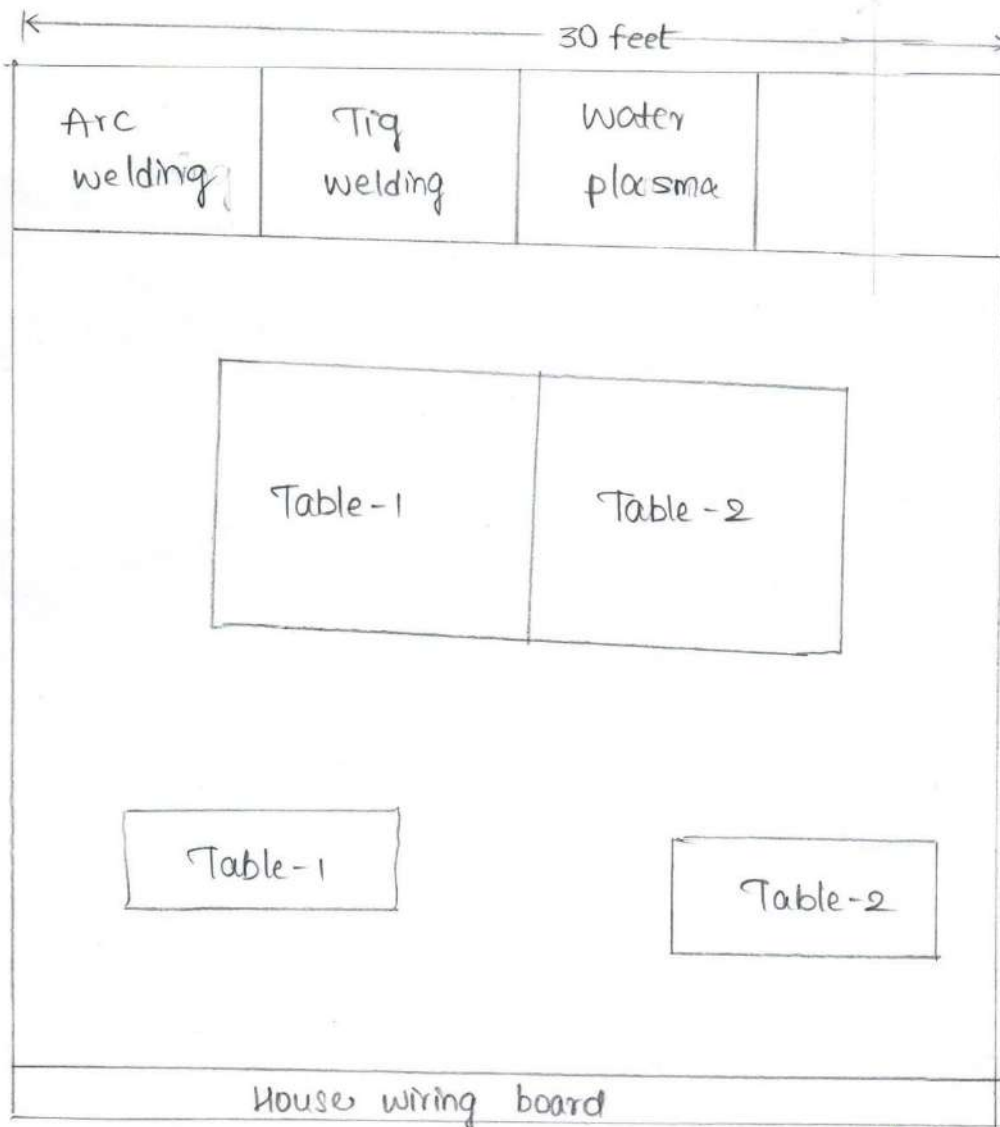 30 feet
Arc
welding
Tig
welding
Water
plasma
Table-1
Table-2
Table-1
Table-2
House wiring board